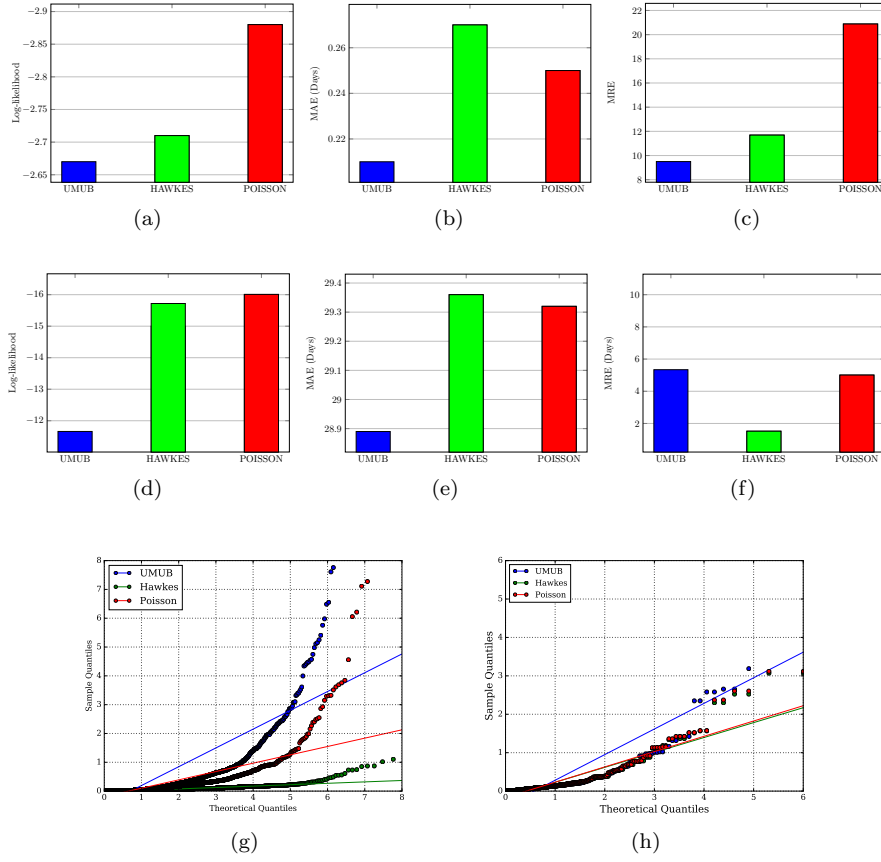 −2.9
−2.85
−2.8
−2.75
−2.7
−2.65
Log-likelihood
UMUB HAWKES POISSON
(a)
0.26
0.24
0.22
MAE (Days)
UMUB HAWKES POISSON
(b)
22
20
18
16
14
12
10
8
MRE
UMUB HAWKES POISSON
(c)
−16
−15
−14
−13
−12
Log-likelihood
UMUB HAWKES POISSON
(d)
29.4
29.3
29.2
29.1
29
28.9
MAE (Days)
UMUB HAWKES POISSON
(e)
10
8
6
4
2
MRE (Days)
UMUB HAWKES POISSON
(f)
8
7
6
5
4
3
2
1
0
Sample Quantiles
UMUB
Hawkes
Poisson
0 1 2 3 4 5 6 7 8
Theoretical Quantiles
(g)
6
5
4
3
2
1
0
Sample Quantiles
UMUB
Hawkes
Poisson
0 1 2 3 4 5 6
Theoretical Quantiles
(h)